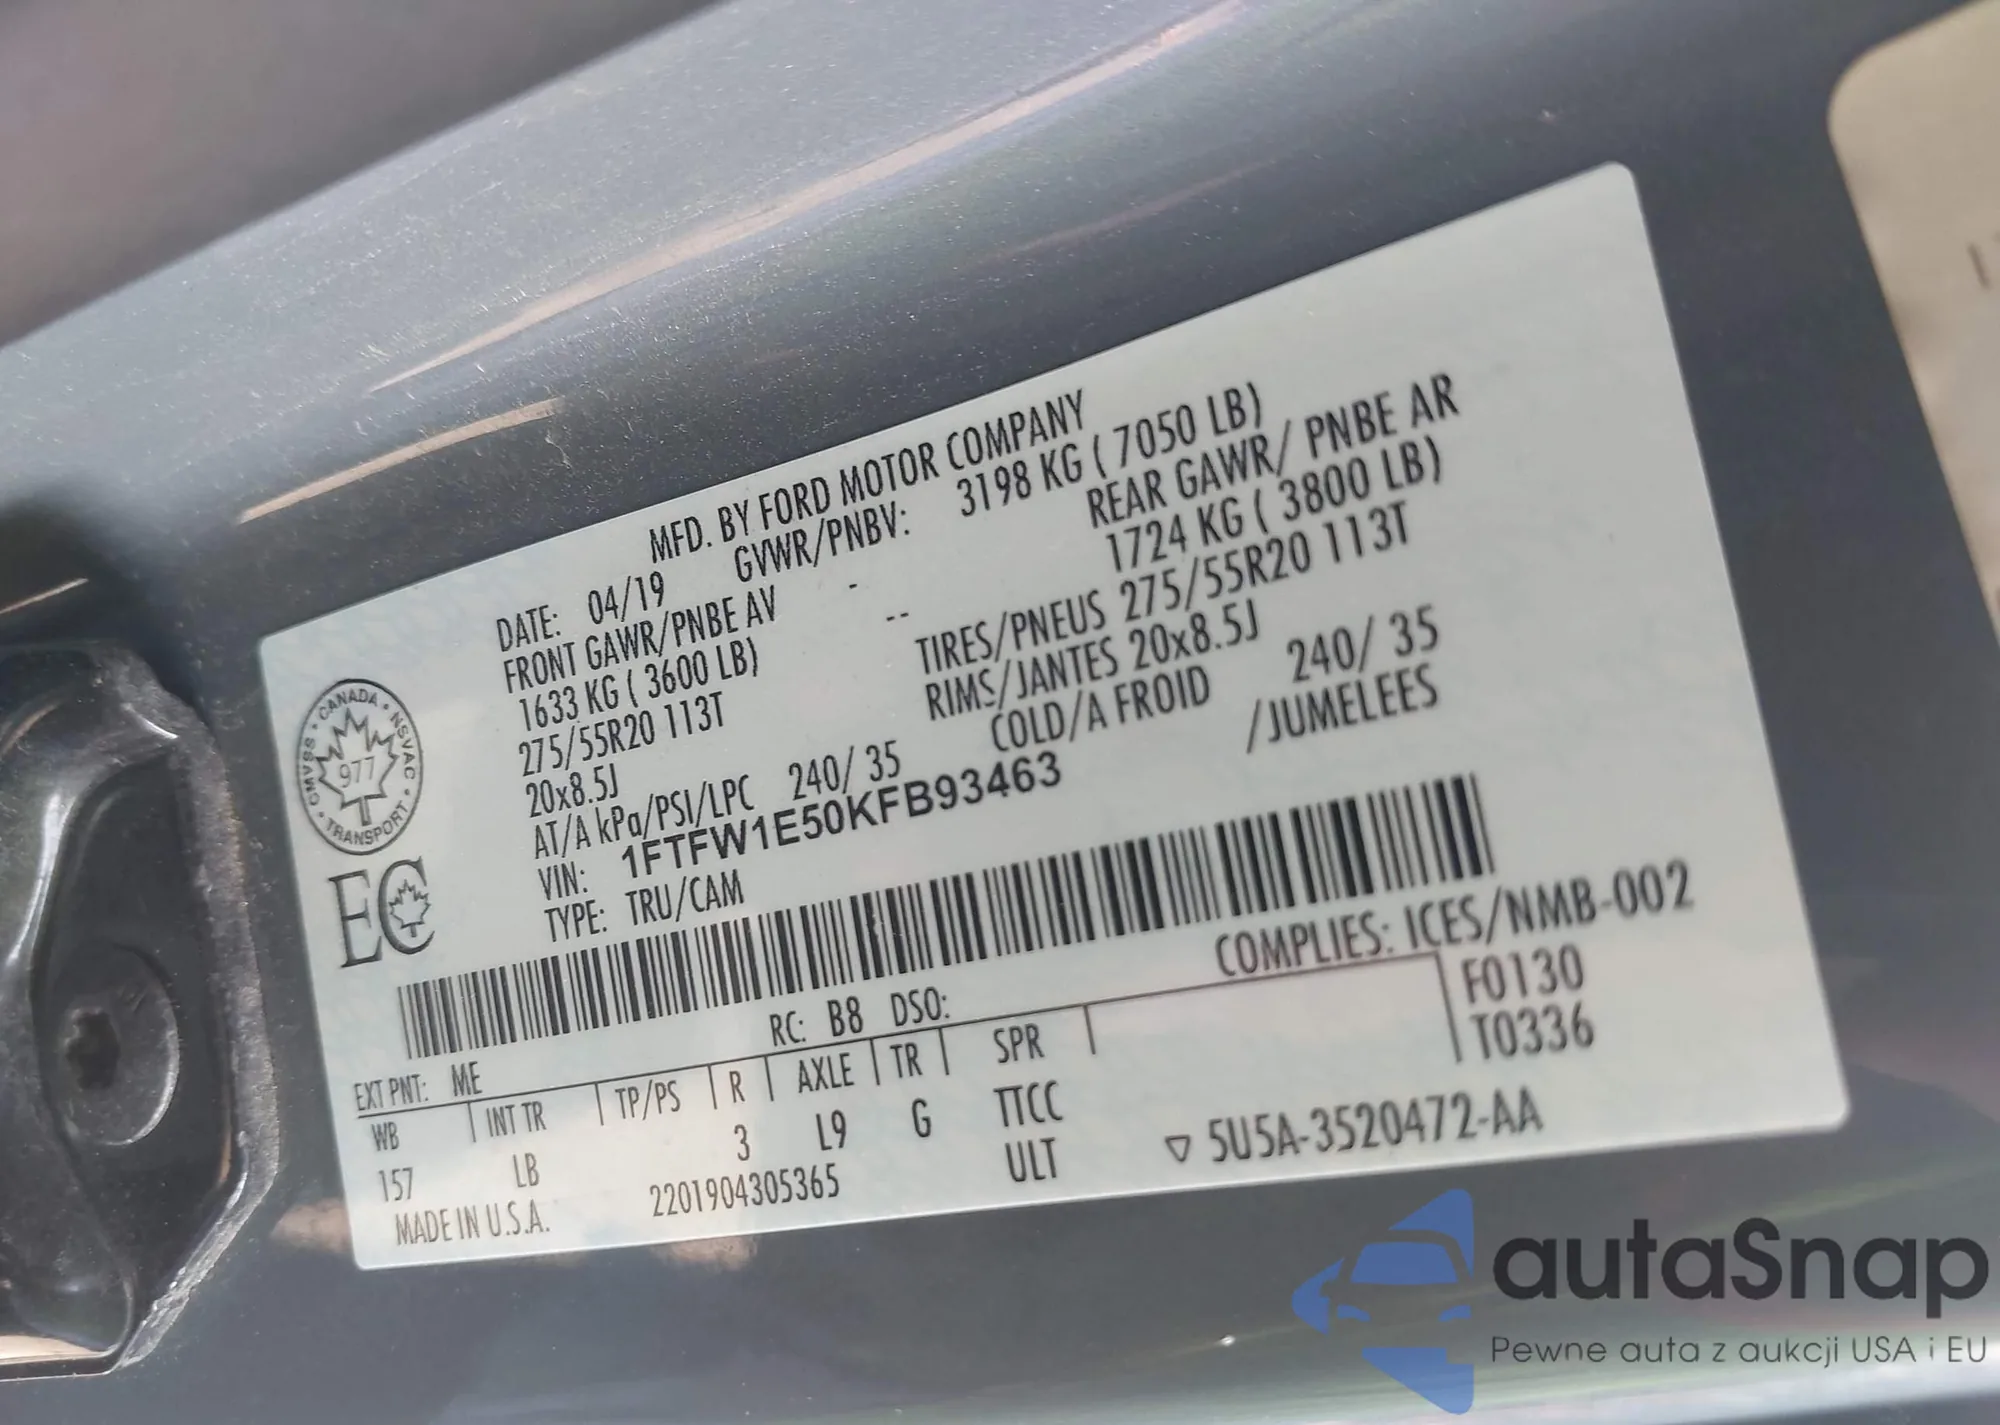 MFD. BY FORD MOTOR COMPANY
DATE: 04/19 GVWR/PNBV: 3198 KG ( 7050 LB)
FRONT GAWR/PNBE AV - REAR GAWR/ PNBE AR
1633 KG ( 3600 LB) -- 1724 KG ( 3800 LB)
275/55R20 113T TIRES/PNEUS 275/55R20 113T
20x8.5J RIMS/JANTES 20x8.5J
AT/A kPa/PSI/LPC 240/ 35 COLD/A FROID 240/ 35
VIN: 1FTFW1E50KFB93463 /JUMELEES
TYPE: TRU/CAM
CMVSS • CANADA • NSVAC • TRANSPORT •
977
EC
COMPLIES: ICES/NMB-002
EXT PNT: ME RC: B8 DSO: F0130
WB INT TR TP/PS R AXLE TR SPR T0336
157 LB 3 L9 G TTCC
MADE IN U.S.A. 2201904305365 ULT ▽ 5U5A-3520472-AA
autaSnap
Pewne auta z aukcji USA i EU